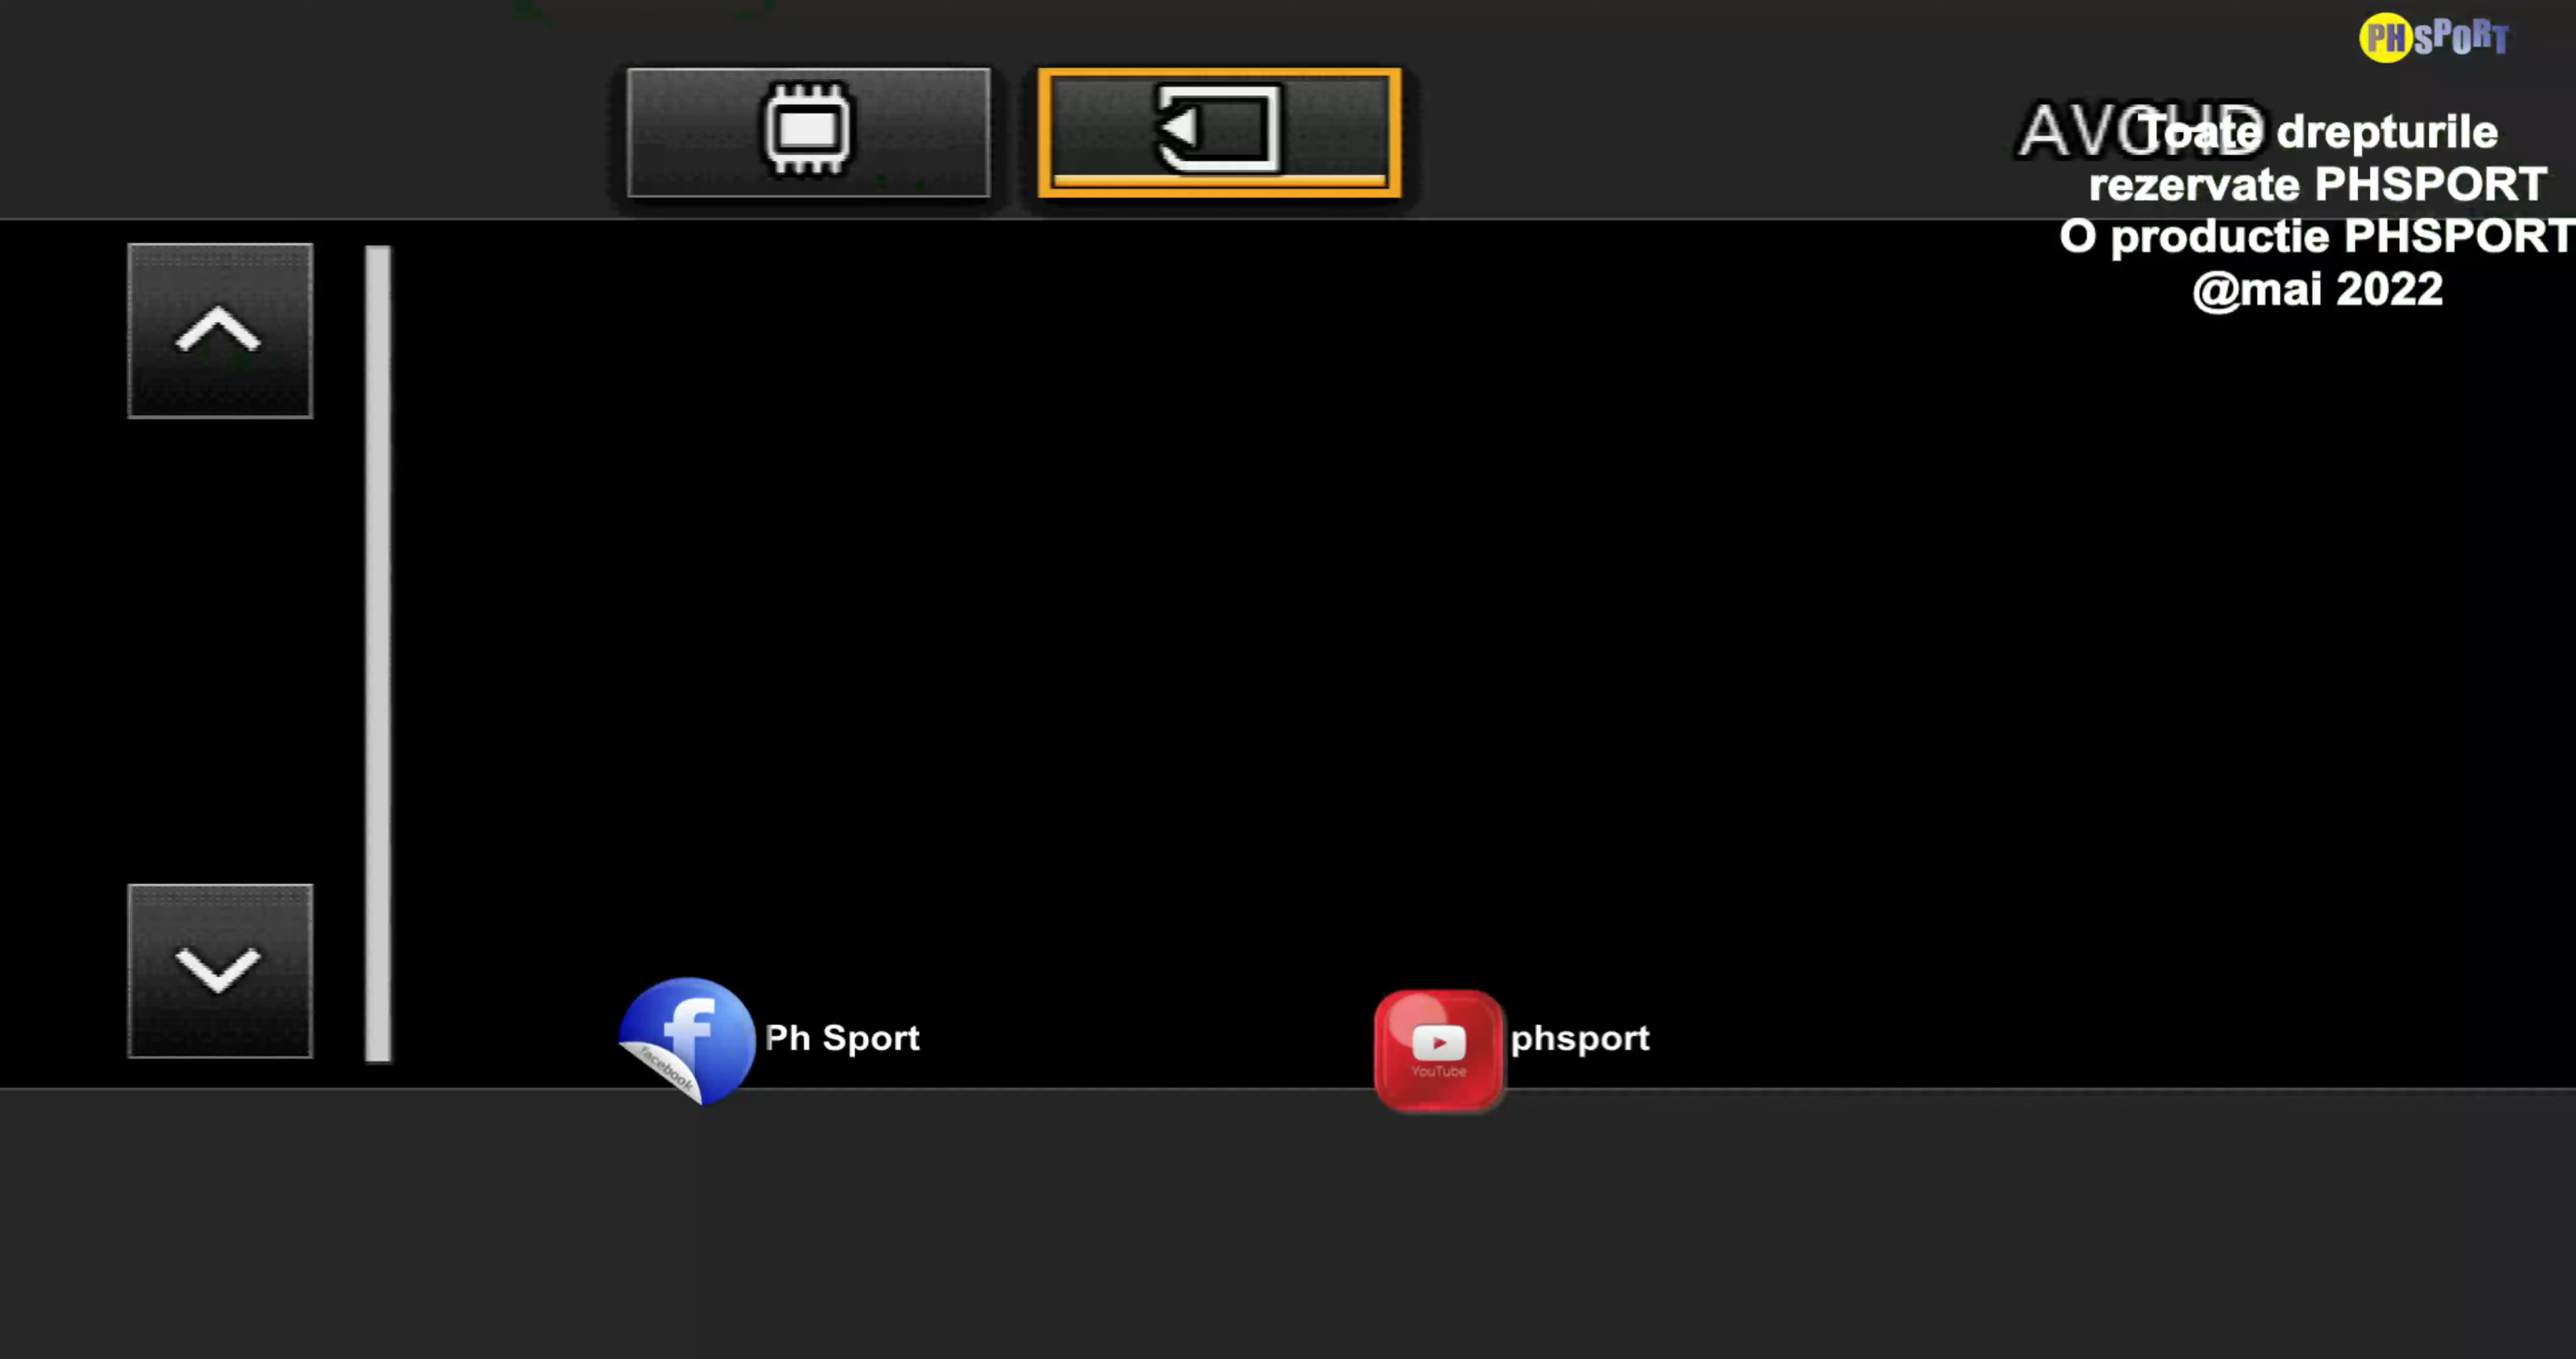 PHSPORT
AVCHD
Toate drepturile
rezervate PHSPORT
O productie PHSPORT
@mai 2022
facebook
Ph Sport
YouTube
phsport